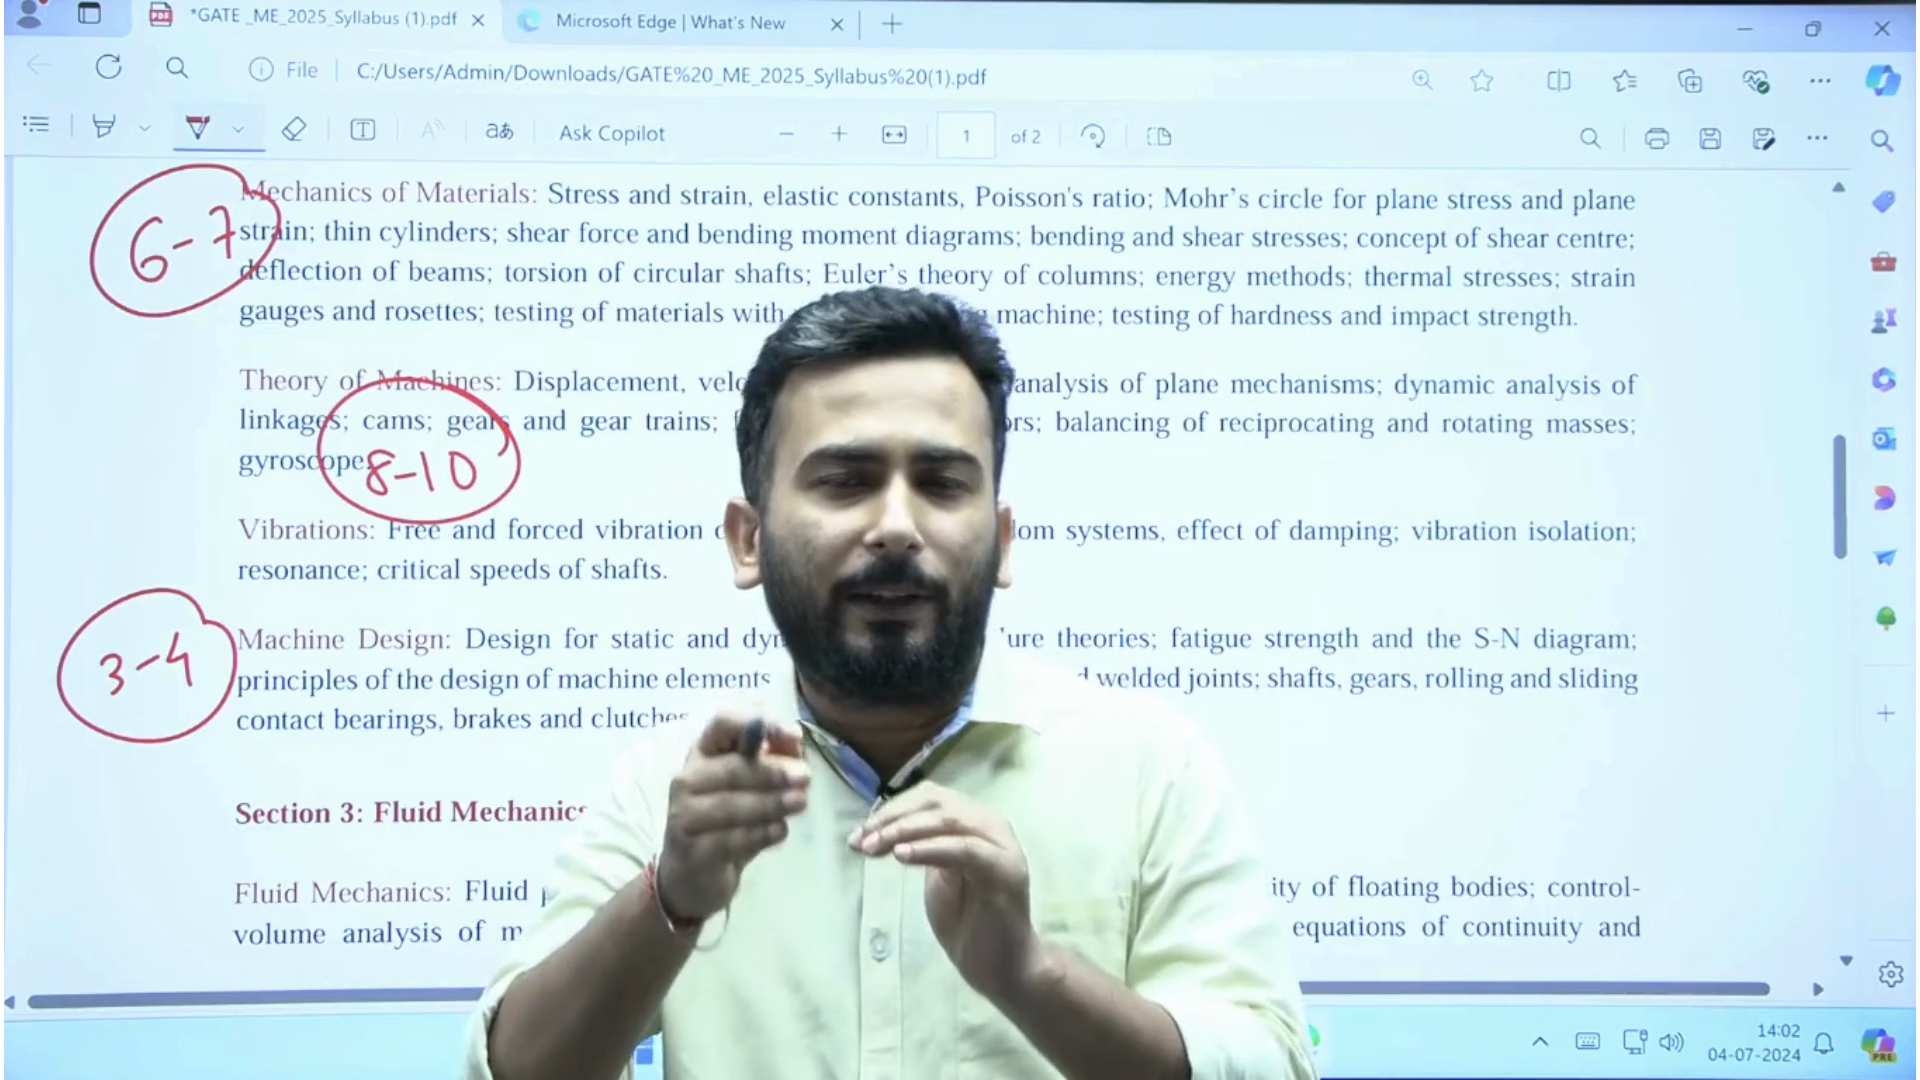 *GATE _ME_2025_Syllabus (1).pdf
Microsoft Edge | What's New
File
C:/Users/Admin/Downloads/GATE%20_ME_2025_Syllabus%20(1).pdf
Ask Copilot
1
of 2
Mechanics of Materials: Stress and strain, elastic constants, Poisson's ratio; Mohr's circle for plane stress and plane
strain; thin cylinders; shear force and bending moment diagrams; bending and shear stresses; concept of shear centre;
deflection of beams; torsion of circular shafts; Euler's theory of columns; energy methods; thermal stresses; strain
gauges and rosettes; testing of materials with machine; testing of hardness and impact strength.
6-7
Theory of Machines: Displacement, analysis of plane mechanisms; dynamic analysis of
linkages; cams; gears and gear trains; balancing of reciprocating and rotating masses;
gyroscope
8-10
Vibrations: Free and forced vibration systems, effect of damping; vibration isolation;
resonance; critical speeds of shafts.
Machine Design: Design for static and theories; fatigue strength and the S-N diagram;
principles of the design of machine elements welded joints; shafts, gears, rolling and sliding
contact bearings, brakes and clutches
3-4
Section 3: Fluid Mechanics
Fluid Mechanics: Fluid of floating bodies; control-
volume analysis of equations of continuity and
14:02
04-07-2024
PRE